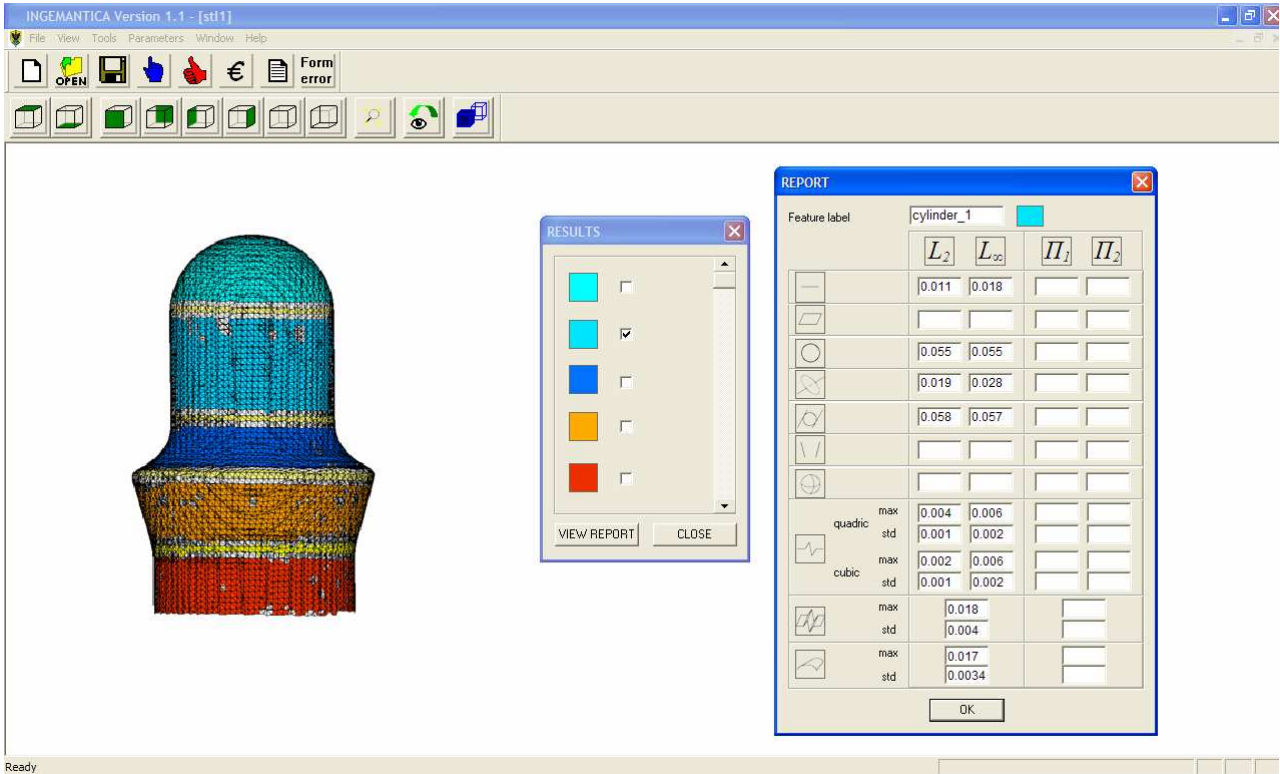 INGEMANTICA Version 1.1 - [stl1]
File View Tools Parameters Window Help
OPEN € Form
error
RESULTS
VIEW REPORT CLOSE
REPORT
Feature label cylinder_1
L2 L∞ Π1 Π2
0.011 0.018
0.055 0.055
0.019 0.028
0.058 0.057
quadric
max 0.004 0.006
std 0.001 0.002
cubic
max 0.002 0.006
std 0.001 0.002
max 0.018
std 0.004
max 0.017
std 0.0034
OK
Ready